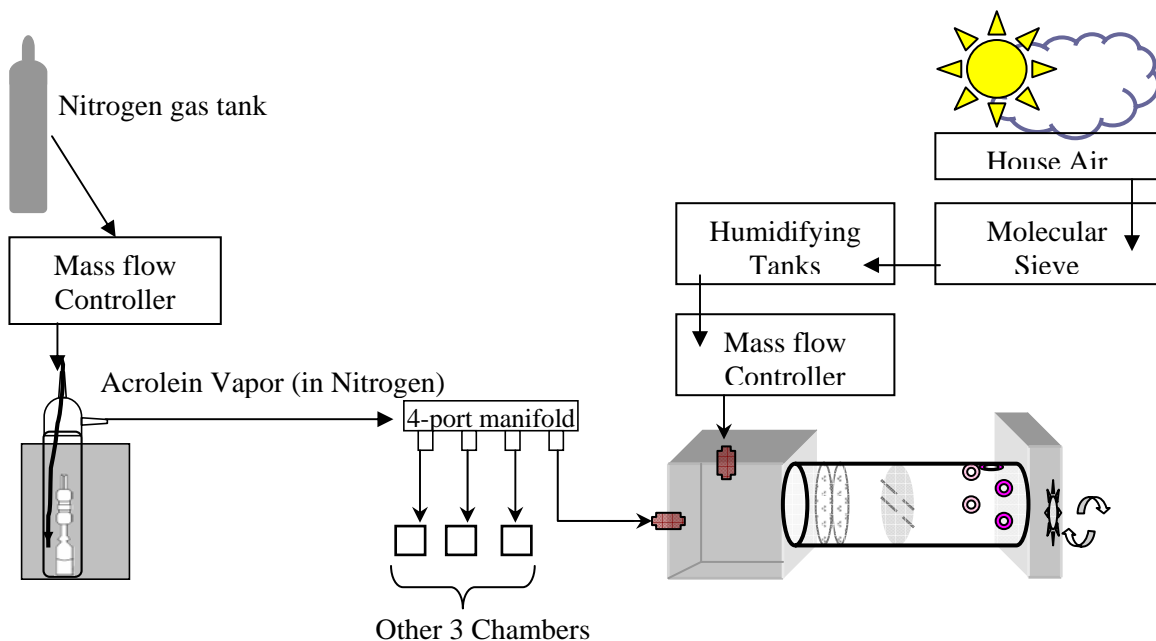 Nitrogen gas tank
House Air
Mass flow
Controller
Humidifying
Tanks
Molecular
Sieve
Mass flow
Controller
Acrolein Vapor (in Nitrogen)
4-port manifold
Other 3 Chambers